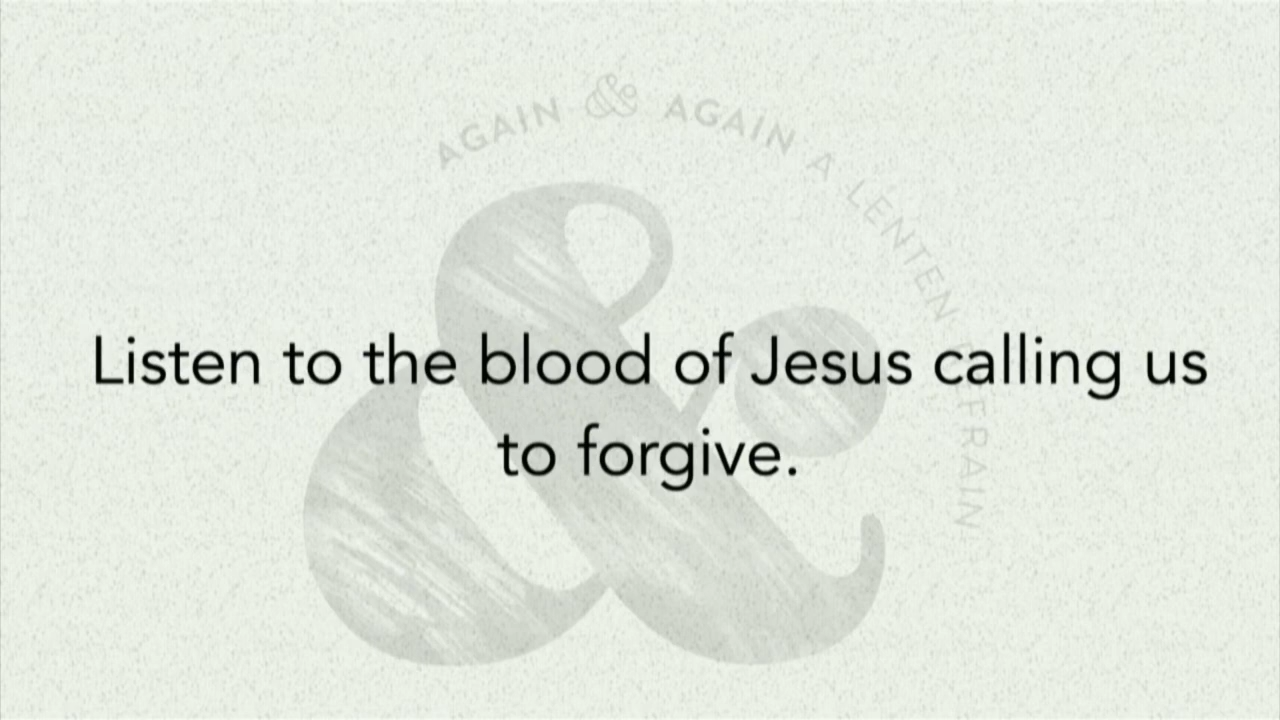 AGAIN & AGAIN A LENTEN REFRAIN
Listen to the blood of Jesus calling us
to forgive.